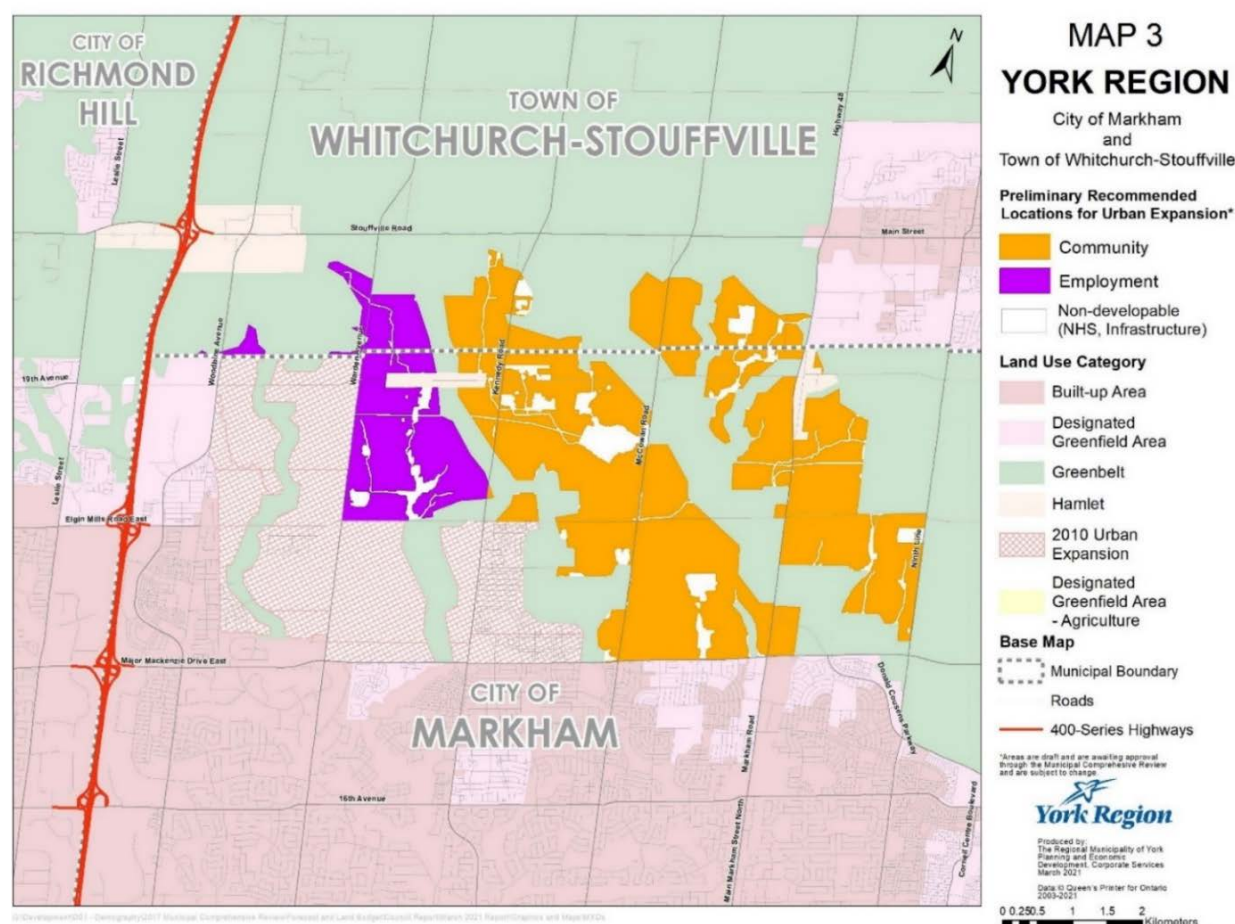 CITY OF
RICHMOND
HILL
TOWN OF
WHITCHURCH-STOUFFVILLE
N
Highway 48
Leslie Street
Stouffville Road
Main Street
Woodbine Avenue
Warden Avenue
Kennedy Road
McCowan Road
19th Avenue
Leslie Street
Elgin Mills Road East
Ninth Line
Major Mackenzie Drive East
CITY OF
MARKHAM
Markham Road
Donald Cousens Parkway
16th Avenue
Main Markham Street North
Cornell Centre Boulevard
MAP 3
YORK REGION
City of Markham
and
Town of Whitchurch-Stouffville
Preliminary Recommended
Locations for Urban Expansion*
Community
Employment
Non-developable
(NHS, Infrastructure)
Land Use Category
Built-up Area
Designated
Greenfield Area
Greenbelt
Hamlet
2010 Urban
Expansion
Designated
Greenfield Area
- Agriculture
Base Map
Municipal Boundary
Roads
400-Series Highways
*Areas are draft and are awaiting approval
through the Municipal Comprehesive Review
and are subject to change
York Region
Produced by:
The Regional Municipality of York
Planning and Economic
Development, Corporate Services
March 2021
Data:© Queen's Printer for Ontario
2003-2021
0 0.250.5 1 1.5 2
Kilometers